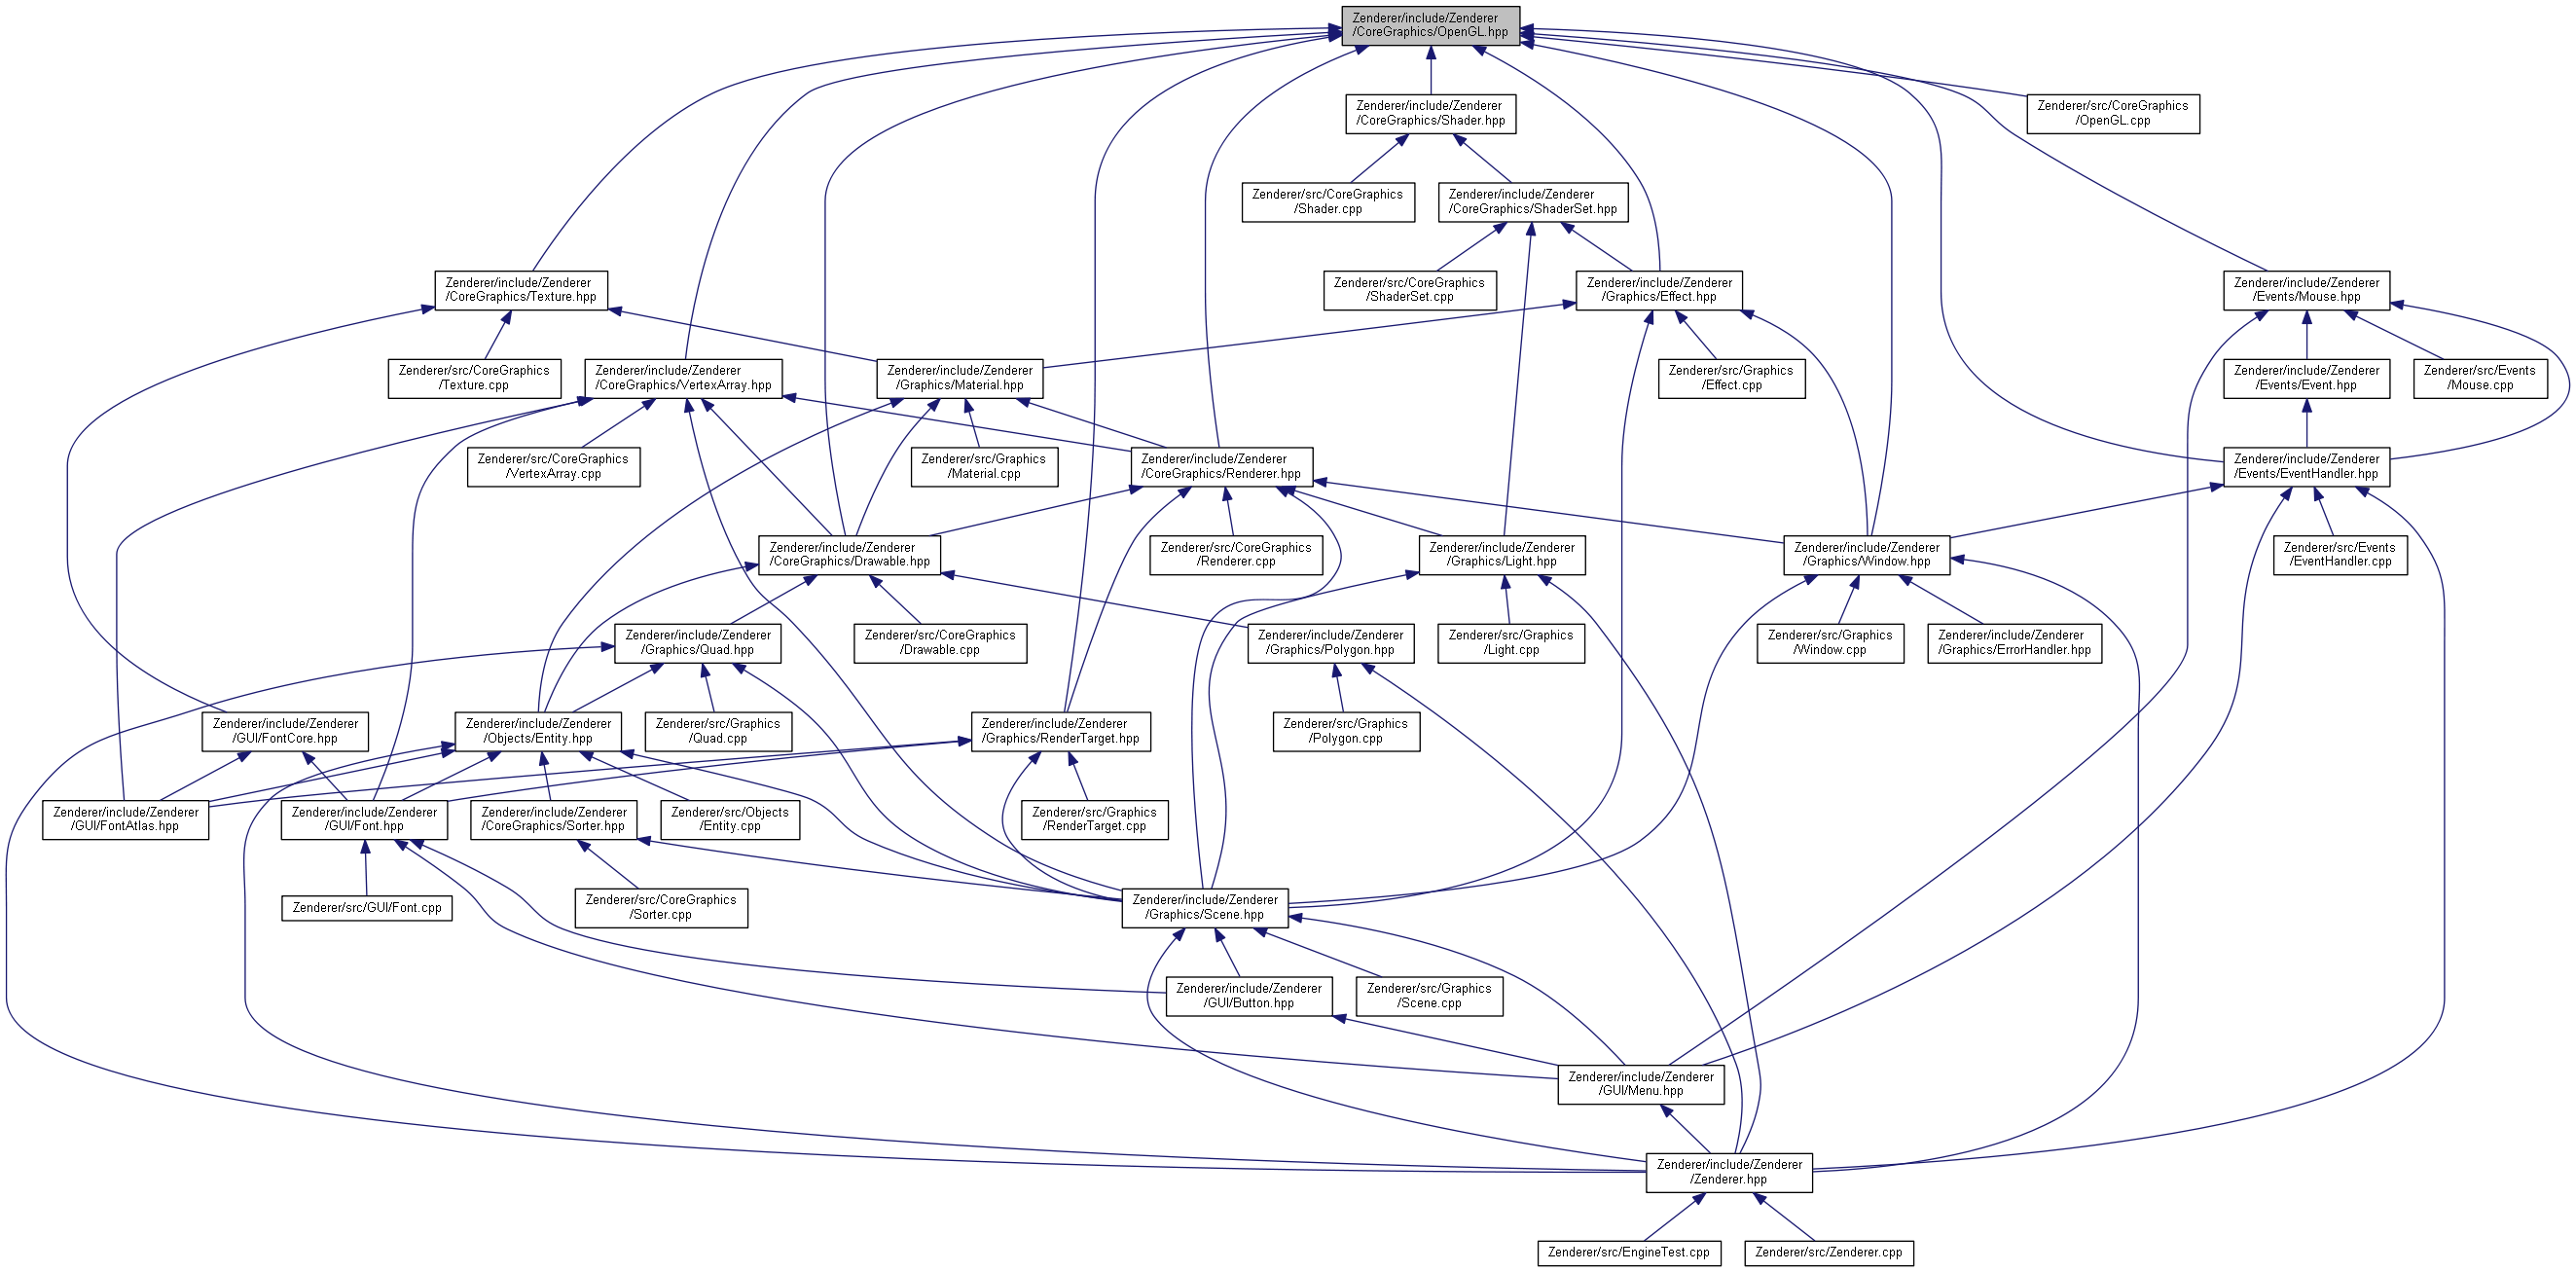 Zenderer/include/Zenderer
/CoreGraphics/OpenGL.hpp
Zenderer/include/Zenderer
/CoreGraphics/Shader.hpp
Zenderer/src/CoreGraphics
/OpenGL.cpp
Zenderer/src/CoreGraphics
/Shader.cpp
Zenderer/include/Zenderer
/CoreGraphics/ShaderSet.hpp
Zenderer/include/Zenderer
/CoreGraphics/Texture.hpp
Zenderer/src/CoreGraphics
/ShaderSet.cpp
Zenderer/include/Zenderer
/Graphics/Effect.hpp
Zenderer/include/Zenderer
/Events/Mouse.hpp
Zenderer/src/CoreGraphics
/Texture.cpp
Zenderer/include/Zenderer
/CoreGraphics/VertexArray.hpp
Zenderer/include/Zenderer
/Graphics/Material.hpp
Zenderer/src/Graphics
/Effect.cpp
Zenderer/include/Zenderer
/Events/Event.hpp
Zenderer/src/Events
/Mouse.cpp
Zenderer/src/CoreGraphics
/VertexArray.cpp
Zenderer/src/Graphics
/Material.cpp
Zenderer/include/Zenderer
/CoreGraphics/Renderer.hpp
Zenderer/include/Zenderer
/Events/EventHandler.hpp
Zenderer/include/Zenderer
/CoreGraphics/Drawable.hpp
Zenderer/src/CoreGraphics
/Renderer.cpp
Zenderer/include/Zenderer
/Graphics/Light.hpp
Zenderer/include/Zenderer
/Graphics/Window.hpp
Zenderer/src/Events
/EventHandler.cpp
Zenderer/include/Zenderer
/Graphics/Quad.hpp
Zenderer/src/CoreGraphics
/Drawable.cpp
Zenderer/include/Zenderer
/Graphics/Polygon.hpp
Zenderer/src/Graphics
/Light.cpp
Zenderer/src/Graphics
/Window.cpp
Zenderer/include/Zenderer
/Graphics/ErrorHandler.hpp
Zenderer/include/Zenderer
/GUI/FontCore.hpp
Zenderer/include/Zenderer
/Objects/Entity.hpp
Zenderer/src/Graphics
/Quad.cpp
Zenderer/include/Zenderer
/Graphics/RenderTarget.hpp
Zenderer/src/Graphics
/Polygon.cpp
Zenderer/include/Zenderer
/GUI/FontAtlas.hpp
Zenderer/include/Zenderer
/GUI/Font.hpp
Zenderer/include/Zenderer
/CoreGraphics/Sorter.hpp
Zenderer/src/Objects
/Entity.cpp
Zenderer/src/Graphics
/RenderTarget.cpp
Zenderer/src/GUI/Font.cpp
Zenderer/src/CoreGraphics
/Sorter.cpp
Zenderer/include/Zenderer
/Graphics/Scene.hpp
Zenderer/include/Zenderer
/GUI/Button.hpp
Zenderer/src/Graphics
/Scene.cpp
Zenderer/include/Zenderer
/GUI/Menu.hpp
Zenderer/include/Zenderer
/Zenderer.hpp
Zenderer/src/EngineTest.cpp
Zenderer/src/Zenderer.cpp